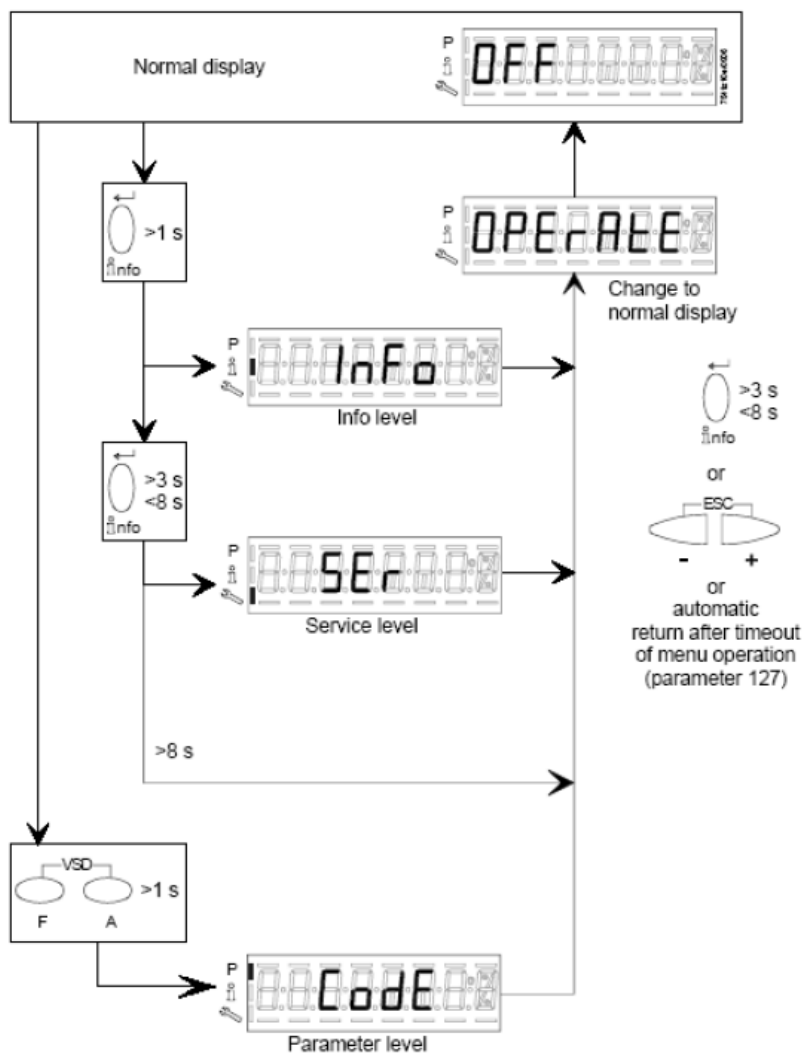 Normal display
P
OFF
>1 s
info
P
OPErAtE
Change to
normal display
P
InFo
Info level
>3 s
<8 s
info
or
ESC
- +
or
automatic
return after timeout
of menu operation
(parameter 127)
>3 s
<8 s
info
P
SEr
Service level
>8 s
VSD
>1 s
F A
P
CodE
Parameter level